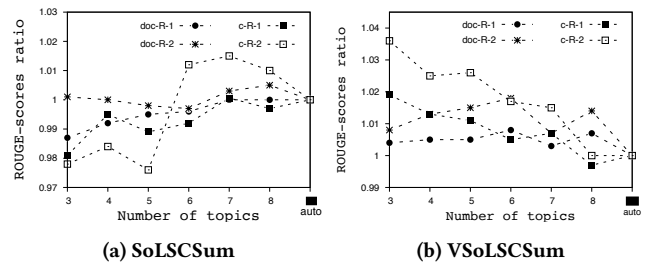 1.03
1.02
1.01
1
0.99
0.98
0.97
ROUGE-scores ratio
doc-R-1
doc-R-2
c-R-1
c-R-2
3 4 5 6 7 8
auto
Number of topics
(a) SoLSCSum
1.04
1.03
1.02
1.01
1
0.99
ROUGE-scores ratio
doc-R-1
doc-R-2
c-R-1
c-R-2
3 4 5 6 7 8
auto
Number of topics
(b) VSoLSCSum